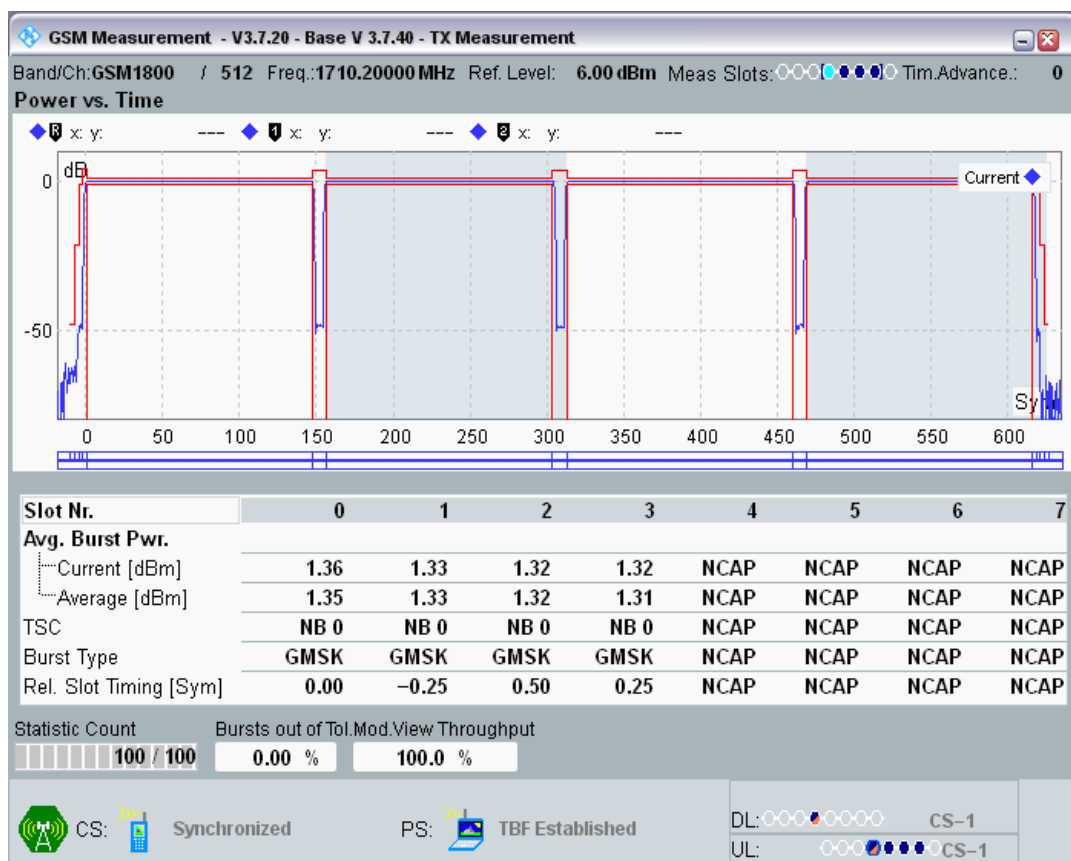 GSM Measurement - V3.7.20 - Base V 3.7.40 - TX Measurement
Band/Ch:GSM1800 / 512 Freq.:1710.20000 MHz Ref. Level: 6.00 dBm Meas Slots: Tim.Advance.: 0
Power vs. Time
R x: y: --- 1 x: y: --- 2 x: y: ---
Current
0
-50
0 50 100 150 200 250 300 350 400 450 500 550 600
Slot Nr. 0 1 2 3 4 5 6 7
Avg. Burst Pwr.
Current [dBm] 1.36 1.33 1.32 1.32 NCAP NCAP NCAP NCAP
Average [dBm] 1.35 1.33 1.32 1.31 NCAP NCAP NCAP NCAP
TSC NB 0 NB 0 NB 0 NB 0 NCAP NCAP NCAP NCAP
Burst Type GMSK GMSK GMSK GMSK NCAP NCAP NCAP NCAP
Rel. Slot Timing [Sym] 0.00 −0.25 0.50 0.25 NCAP NCAP NCAP NCAP
Statistic Count Bursts out of Tol. Mod.View Throughput
100 / 100 0.00 % 100.0 %
CS: Synchronized PS: TBF Established
DL: CS−1
UL: CS−1